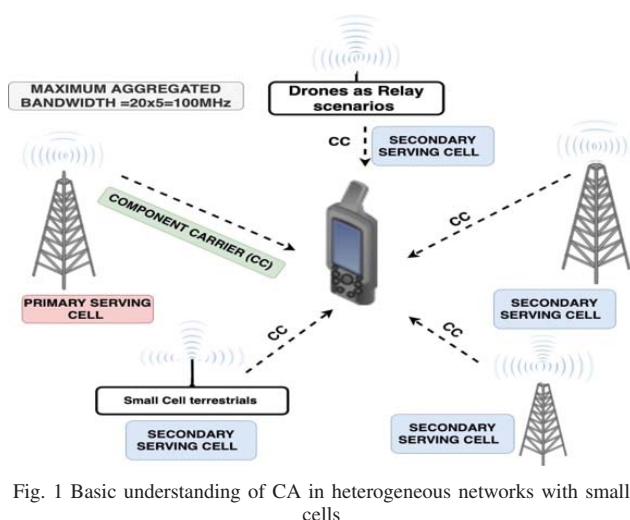 MAXIMUM AGGREGATED
BANDWIDTH =20x5=100MHz
Drones as Relay
scenarios
CC
SECONDARY
SERVING CELL
COMPONENT CARRIER (CC)
CC
PRIMARY SERVING
CELL
SECONDARY
SERVING CELL
CC
CC
Small Cell terrestrials
SECONDARY
SERVING CELL
SECONDARY
SERVING CELL
Fig. 1 Basic understanding of CA in heterogeneous networks with small
cells